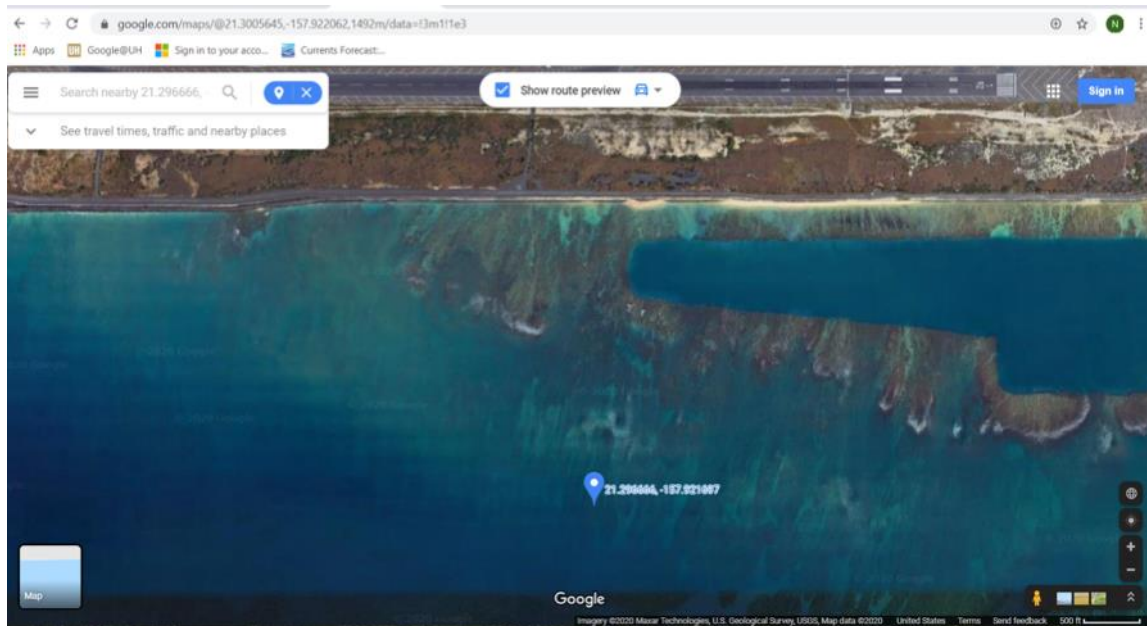 google.com/maps/@21.3005645,-157.922062,1492m/data=!3m1!1e3
N
Apps Google@UH Sign in to your acco... Currents Forecast:...
Search nearby 21.296666,
Show route preview
Sign in
See travel times, traffic and nearby places
21.296666, -157.921697
Map
Google
Imagery ©2020 Maxar Technologies, U.S. Geological Survey, USGS, Map data ©2020 United States Terms Send feedback 500 ft